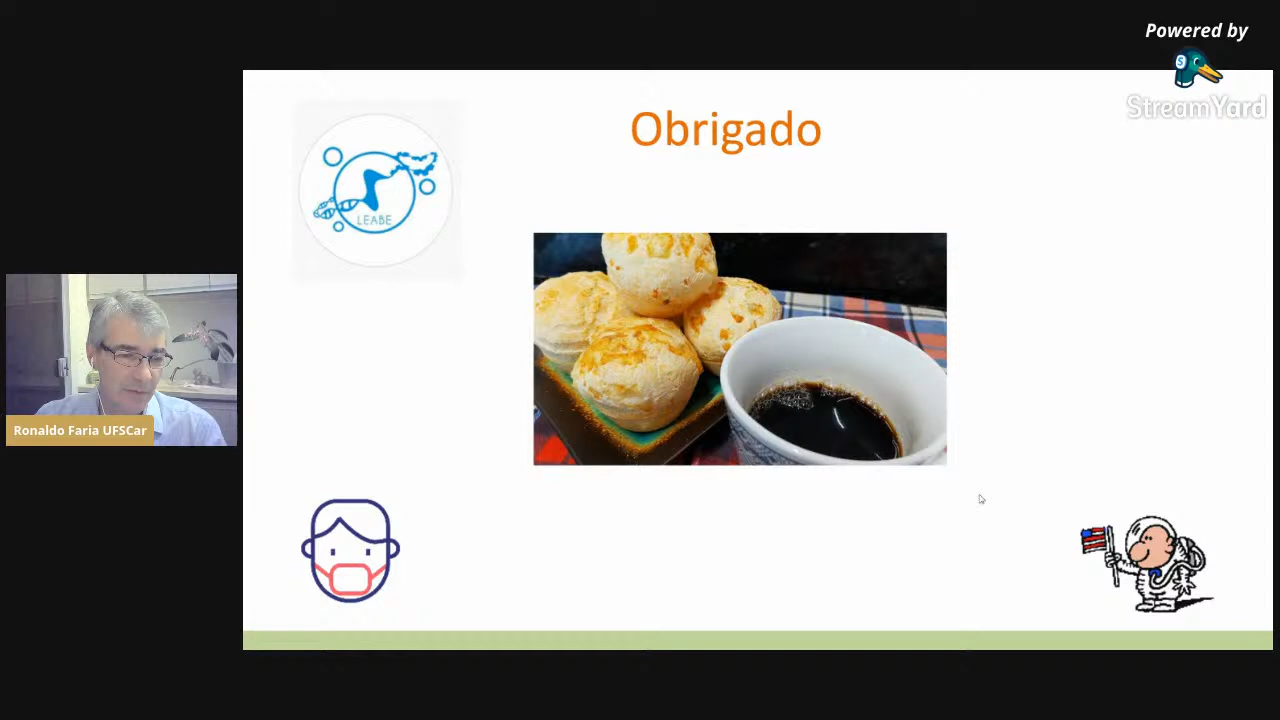 Powered by
S
StreamYard
Obrigado
LEABE
Ronaldo Faria UFSCar